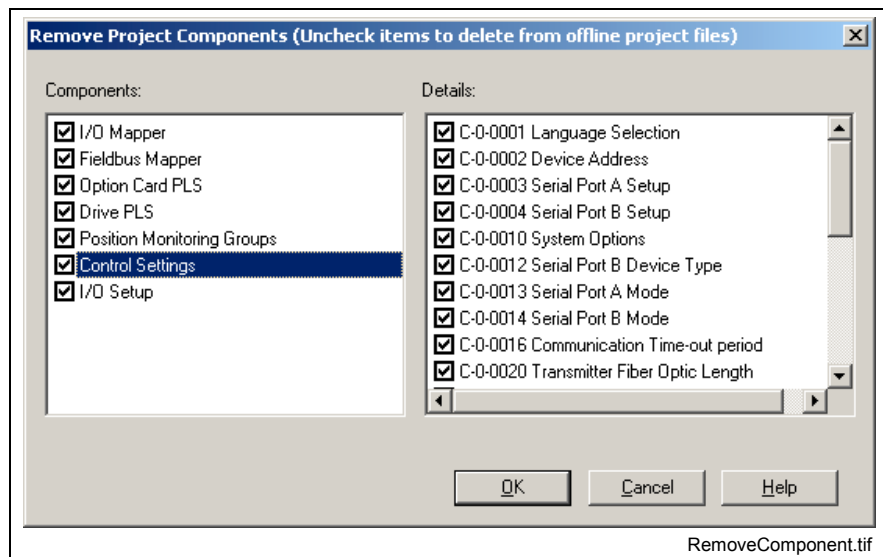 Remove Project Components (Uncheck items to delete from offline project files)
Components:
I/O Mapper
Fieldbus Mapper
Option Card PLS
Drive PLS
Position Monitoring Groups
Control Settings
I/O Setup
Details:
C-0-0001 Language Selection
C-0-0002 Device Address
C-0-0003 Serial Port A Setup
C-0-0004 Serial Port B Setup
C-0-0010 System Options
C-0-0012 Serial Port B Device Type
C-0-0013 Serial Port A Mode
C-0-0014 Serial Port B Mode
C-0-0016 Communication Time-out period
C-0-0020 Transmitter Fiber Optic Length
OK Cancel Help
RemoveComponent.tif